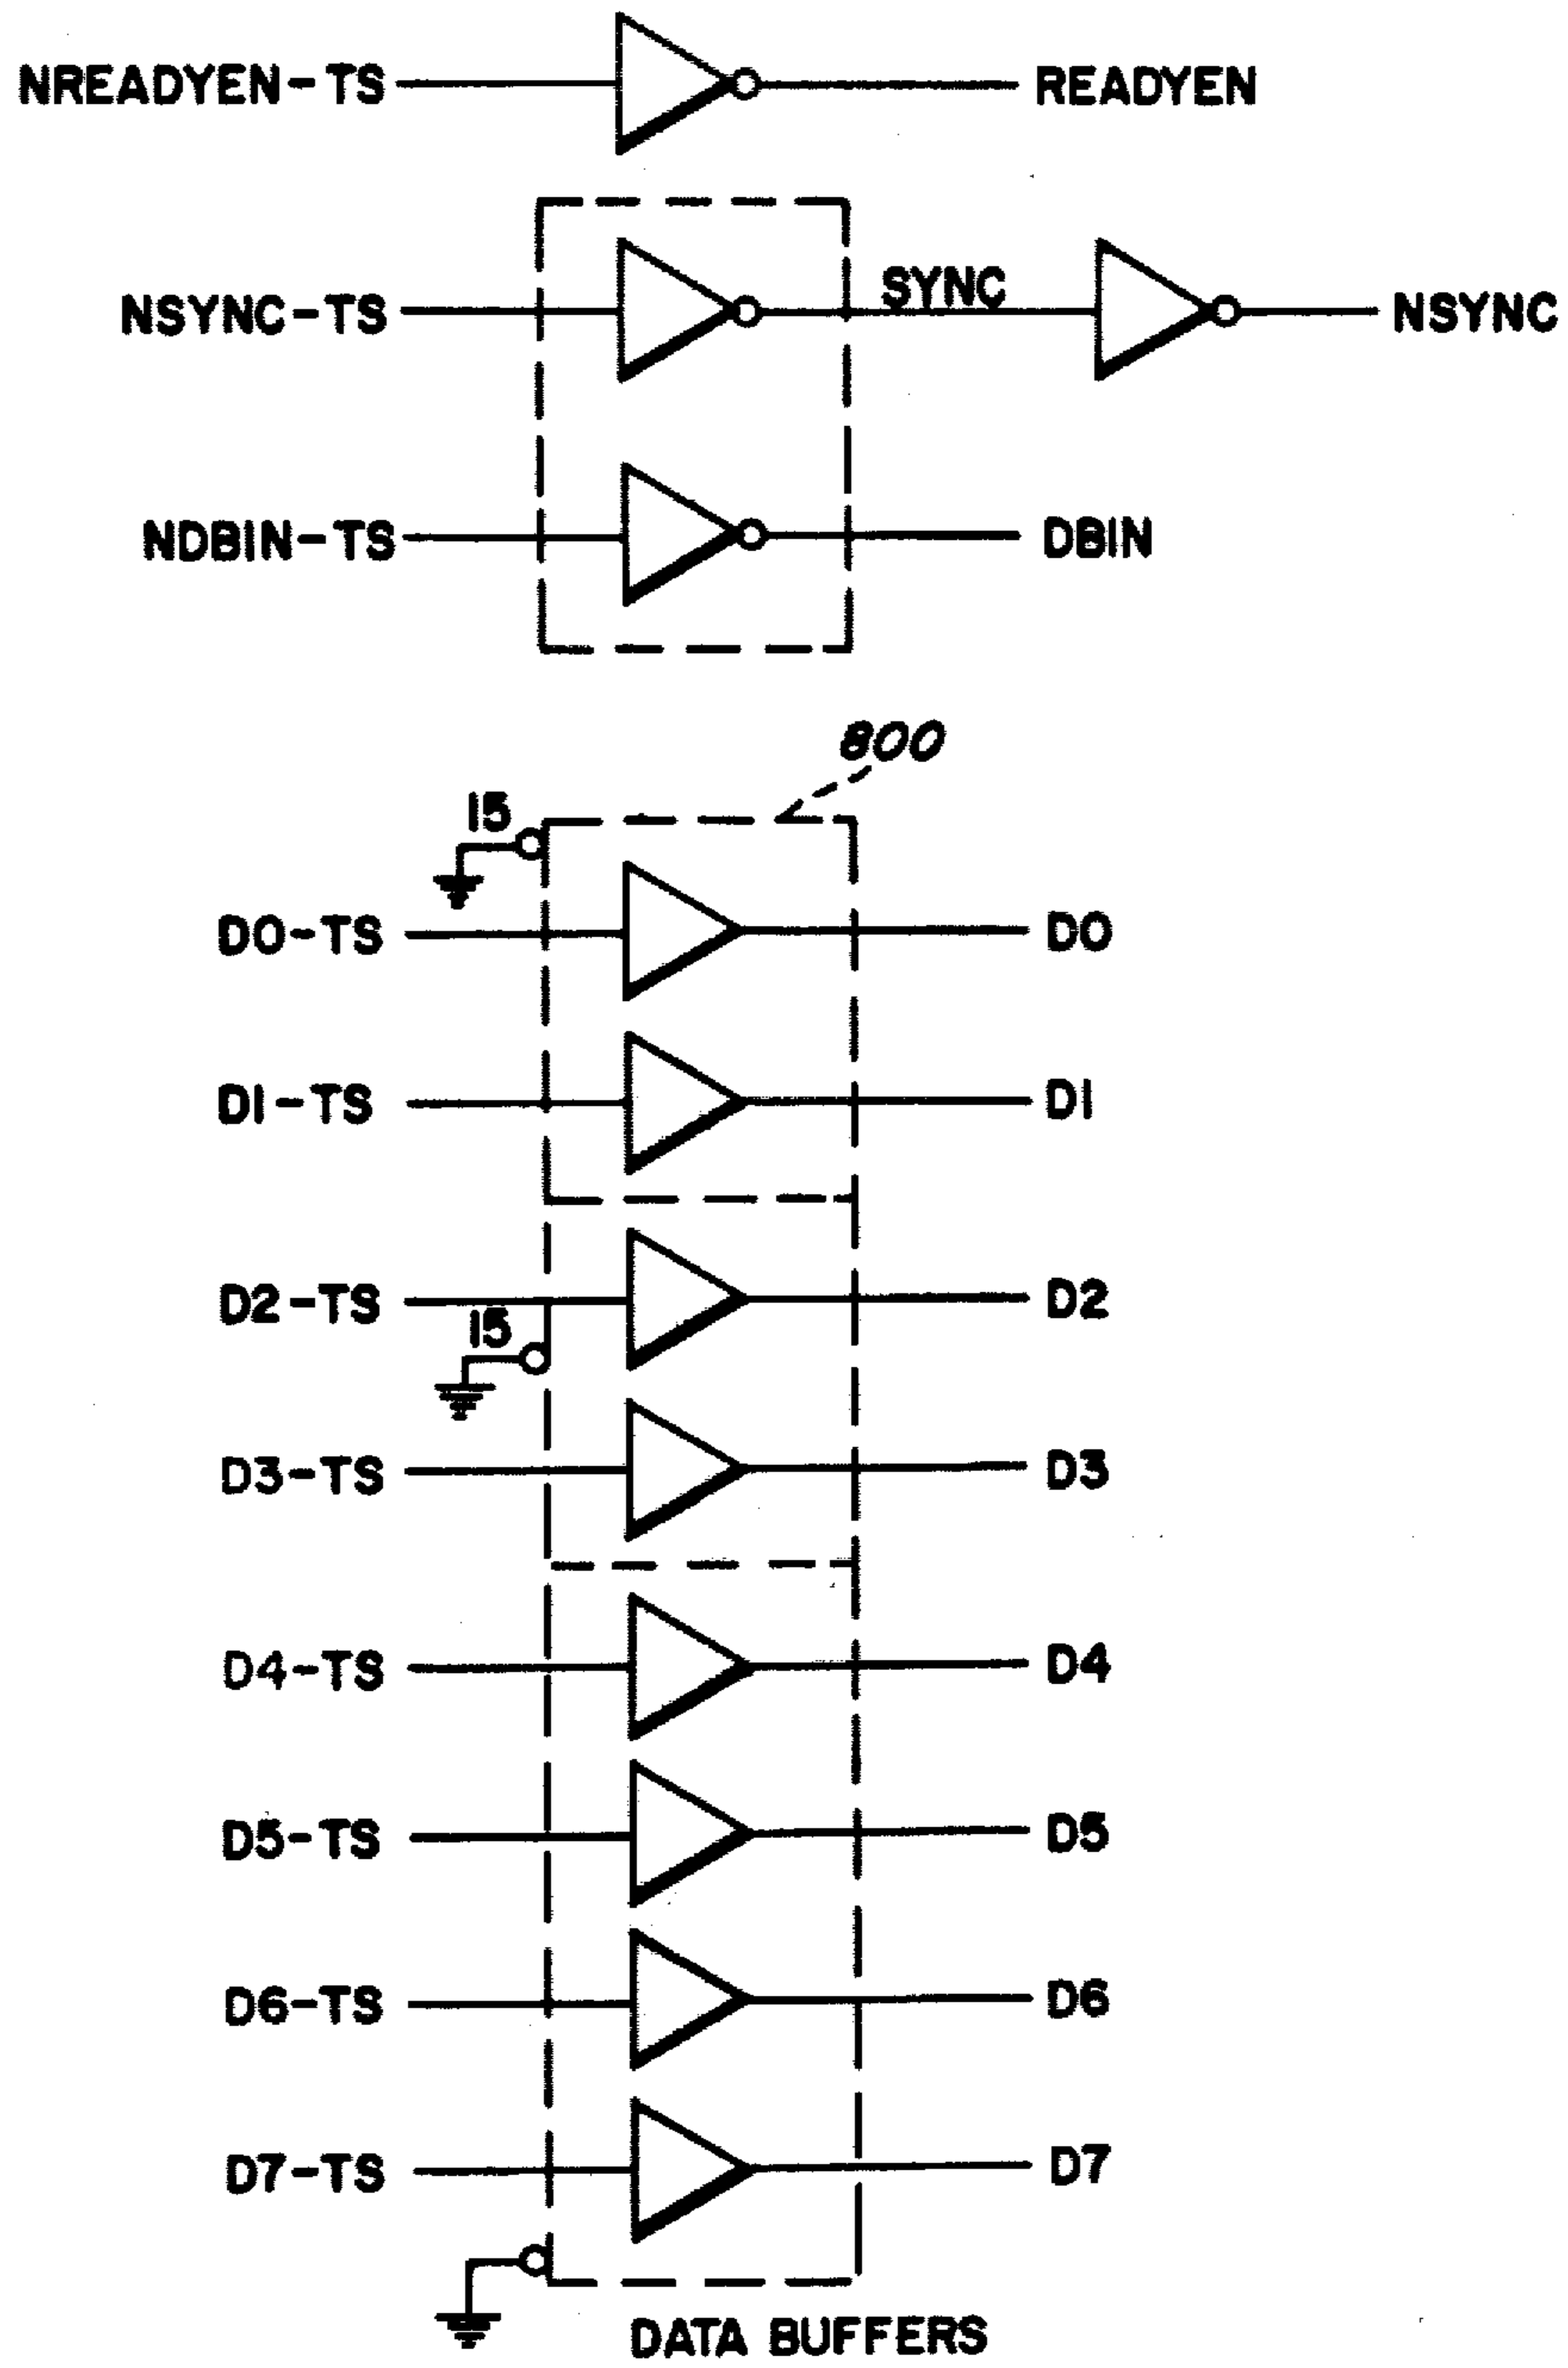 NREADYEN-TS READYEN
NSYNC-TS SYNC NSYNC
NDBIN-TS DBIN
800
15
D0-TS D0
D1-TS D1
D2-TS D2
15
D3-TS D3
D4-TS D4
D5-TS D5
D6-TS D6
D7-TS D7
DATA BUFFERS